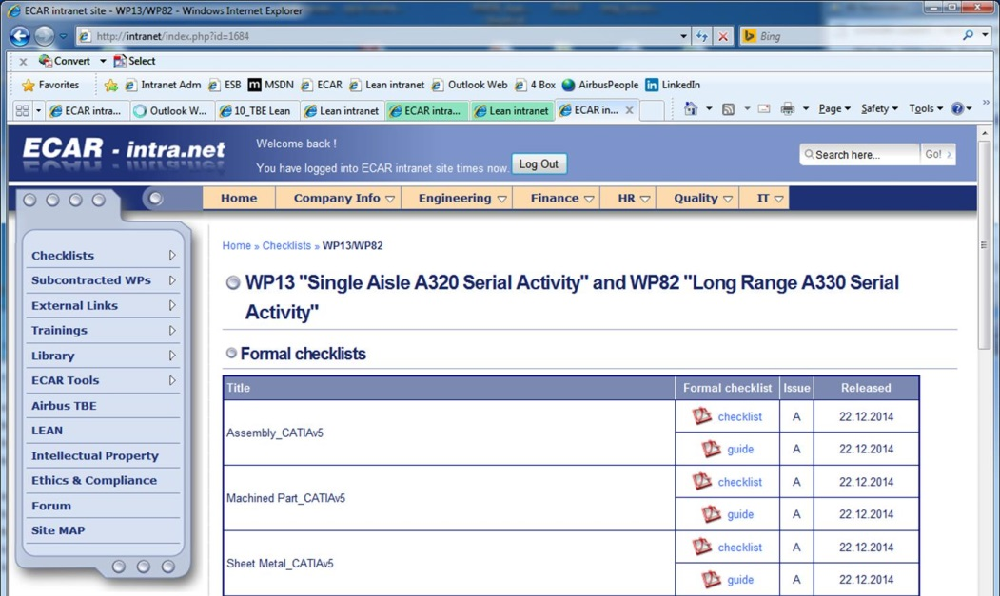 ECAR intranet site - WP13/WP82 - Windows Internet Explorer
http://intranet/index.php?id=1684
Bing
x Convert Select
Favorites Intranet Adm ESB m MSDN ECAR Lean intranet Outlook Web 4 Box AirbusPeople in LinkedIn
ECAR intra... Outlook W... 10_TBE Lean Lean intranet ECAR intra... Lean intranet ECAR in... X Page Safety Tools »
ECAR - intra.net
Welcome back !
You have logged into ECAR intranet site times now. Log Out
Search here... Go! >
Home Company Info Engineering Finance HR Quality IT
Checklists
Subcontracted WPs
External Links
Trainings
Library
ECAR Tools
Airbus TBE
LEAN
Intellectual Property
Ethics & Compliance
Forum
Site MAP
Home » Checklists » WP13/WP82
WP13 "Single Aisle A320 Serial Activity" and WP82 "Long Range A330 Serial
Activity"
Formal checklists
Title Formal checklist Issue Released
Assembly_CATIAv5
checklist A 22.12.2014
guide A 22.12.2014
Machined Part_CATIAv5
checklist A 22.12.2014
guide A 22.12.2014
Sheet Metal_CATIAv5
checklist A 22.12.2014
guide A 22.12.2014